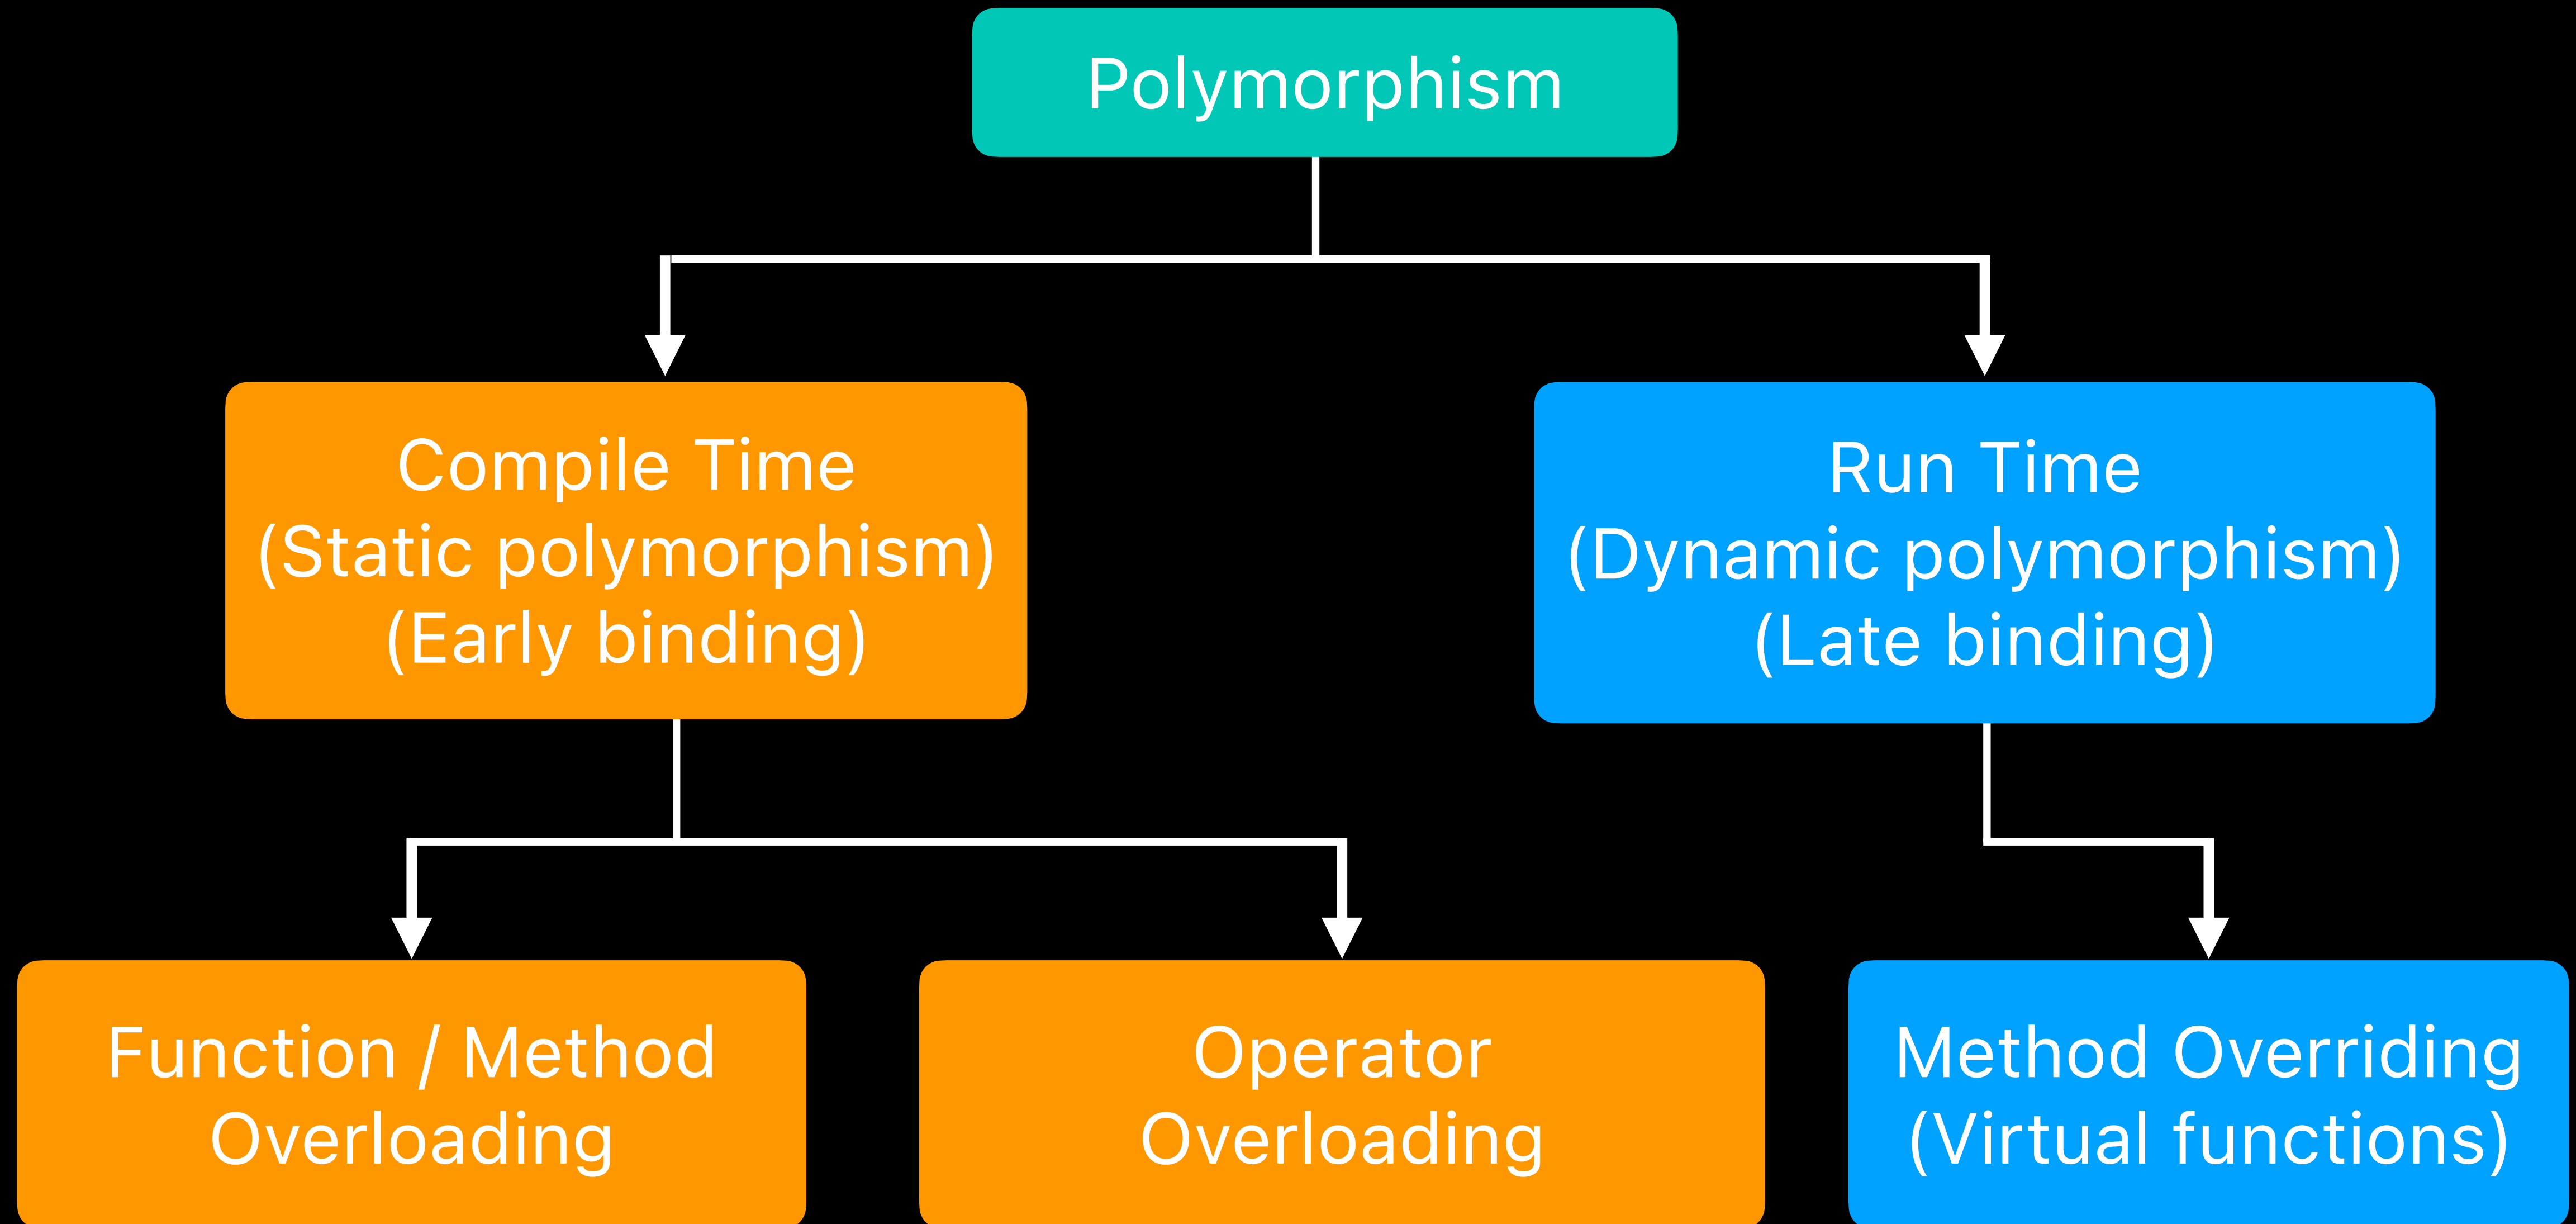 Polymorphism
Compile Time
(Static polymorphism)
(Early binding)
Run Time
(Dynamic polymorphism)
(Late binding)
Function / Method
Overloading
Operator
Overloading
Method Overriding
(Virtual functions)